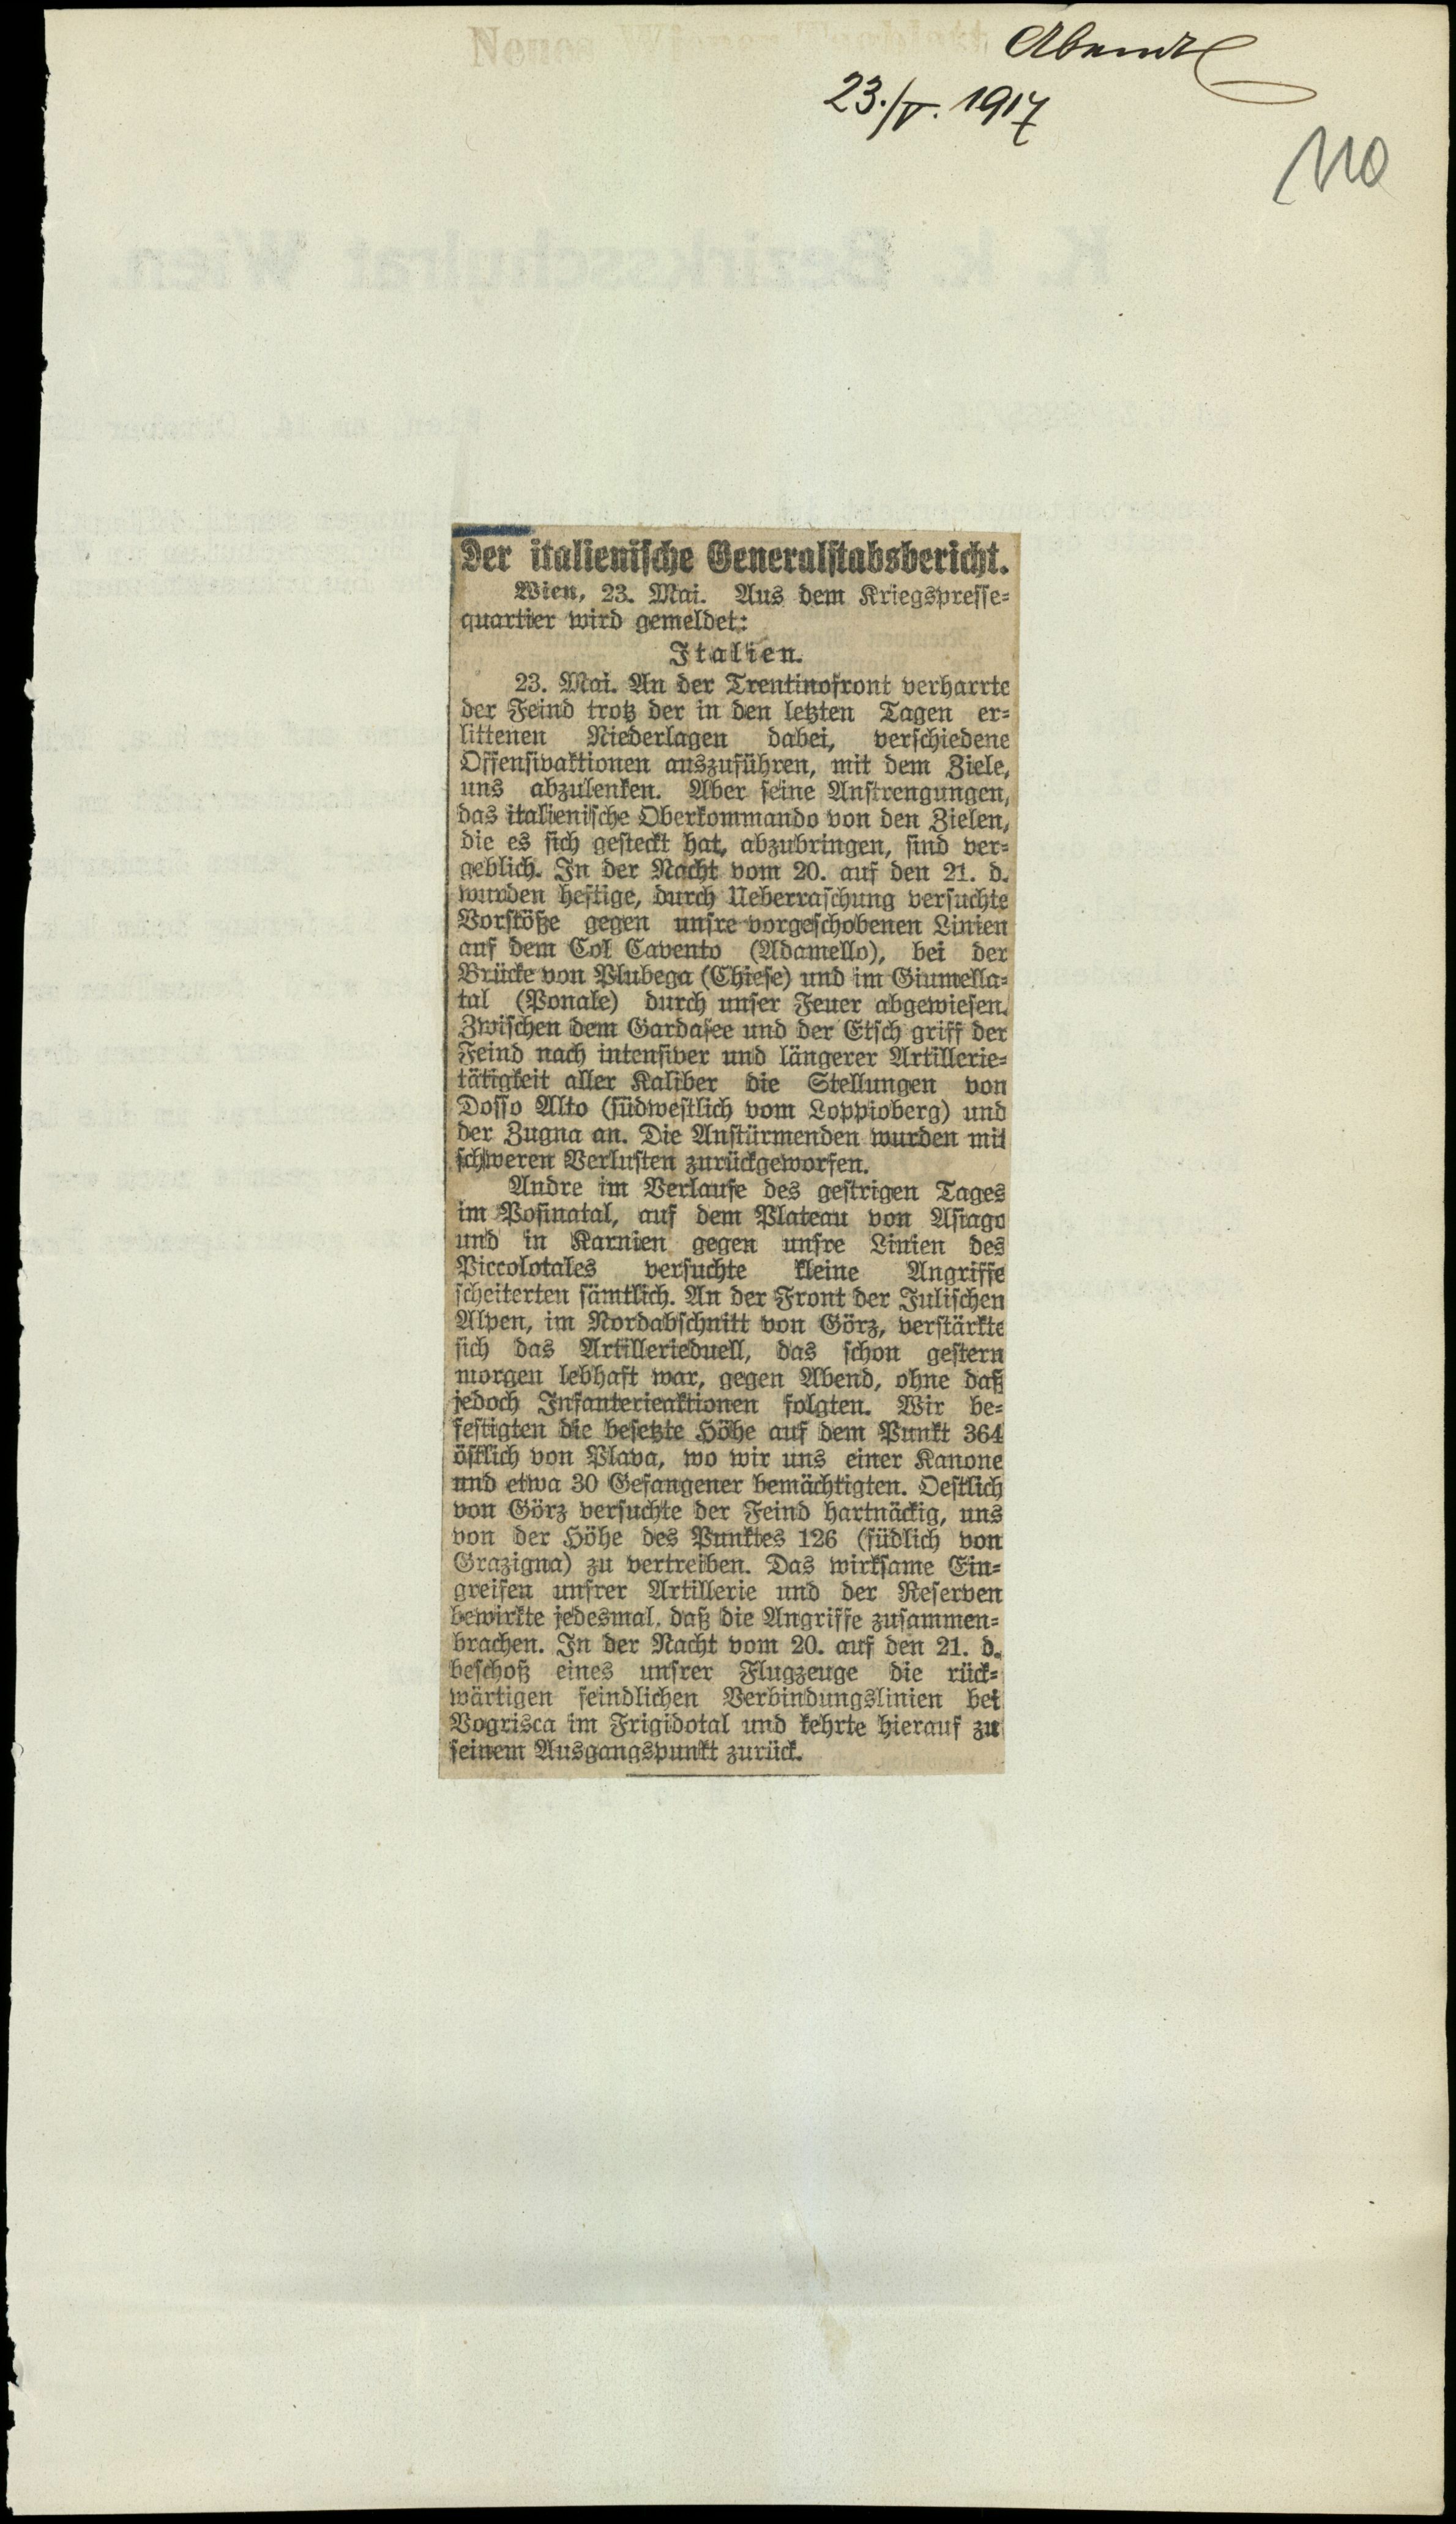 Neues Wiener Tagblatt
Abend
23./V. 1917
110
Der italienische Generalstabsbericht.
Wien, 23. Mai. Aus dem Kriegspresse-
quartier wird gemeldet:
Italien.
23. Mai. An der Trentinofront verharrte
der Feind trotz der in den letzten Tagen er-
littenen Niederlagen dabei, verschiedene
Offensivaktionen auszuführen, mit dem Ziele,
uns abzulenken. Aber seine Anstrengungen,
das italienische Oberkommando von den Zielen,
die es sich gesteckt hat, abzubringen, sind ver-
geblich. In der Nacht vom 20. auf den 21. d.
wurden heftige, durch Ueberraschung versuchte
Vorstöße gegen unsre vorgeschobenen Linien
auf dem Col Cavento (Adamello), bei der
Brücke von Plubega (Chiese) und im Giumella-
tal (Ponale) durch unser Feuer abgewiesen.
Zwischen dem Gardasee und der Etsch griff der
Feind nach intensiver und längerer Artillerie-
tätigkeit aller Kaliber die Stellungen von
Dosso Alto (südwestlich vom Loppioberg) und
der Zugna an. Die Anstürmenden wurden mit
schweren Verlusten zurückgeworfen.
Andre im Verlaufe des gestrigen Tages
im Posinatal, auf dem Plateau von Asiago
und in Karnien gegen unsre Linien des
Piccolotales versuchte kleine Angriffe
scheiterten sämtlich. An der Front der Julischen
Alpen, im Nordabschnitt von Görz, verstärkte
sich das Artillerieduell, das schon gestern
morgen lebhaft war, gegen Abend, ohne daß
jedoch Infanterieaktionen folgten. Wir be-
festigten die besetzte Höhe auf dem Punkt 364
östlich von Plava, wo wir uns einer Kanone
und etwa 30 Gefangener bemächtigten. Oestlich
von Görz versuchte der Feind hartnäckig, uns
von der Höhe des Punktes 126 (südlich von
Grazigna) zu vertreiben. Das wirksame Ein-
greifen unsrer Artillerie und der Reserven
bewirkte jedesmal, daß die Angriffe zusammen-
brachen. In der Nacht vom 20. auf den 21. d.
beschoß eines unsrer Flugzeuge die rück-
wärtigen feindlichen Verbindungslinien bei
Vogrisca im Frigidotal und kehrte hierauf zu
seinem Ausgangspunkt zurück.